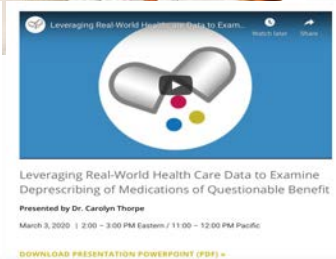 Leveraging Real-World Healthcare Data to Exam...
Watch later
Share
Leveraging Real-World Health Care Data to Examine
Deprescribing of Medications of Questionable Benefit
Presented by Dr. Carolyn Thorpe
March 3, 2020 | 2:00 – 3:00 PM Eastern / 11:00 – 12:00 PM Pacific
DOWNLOAD PRESENTATION POWERPOINT (PDF) »